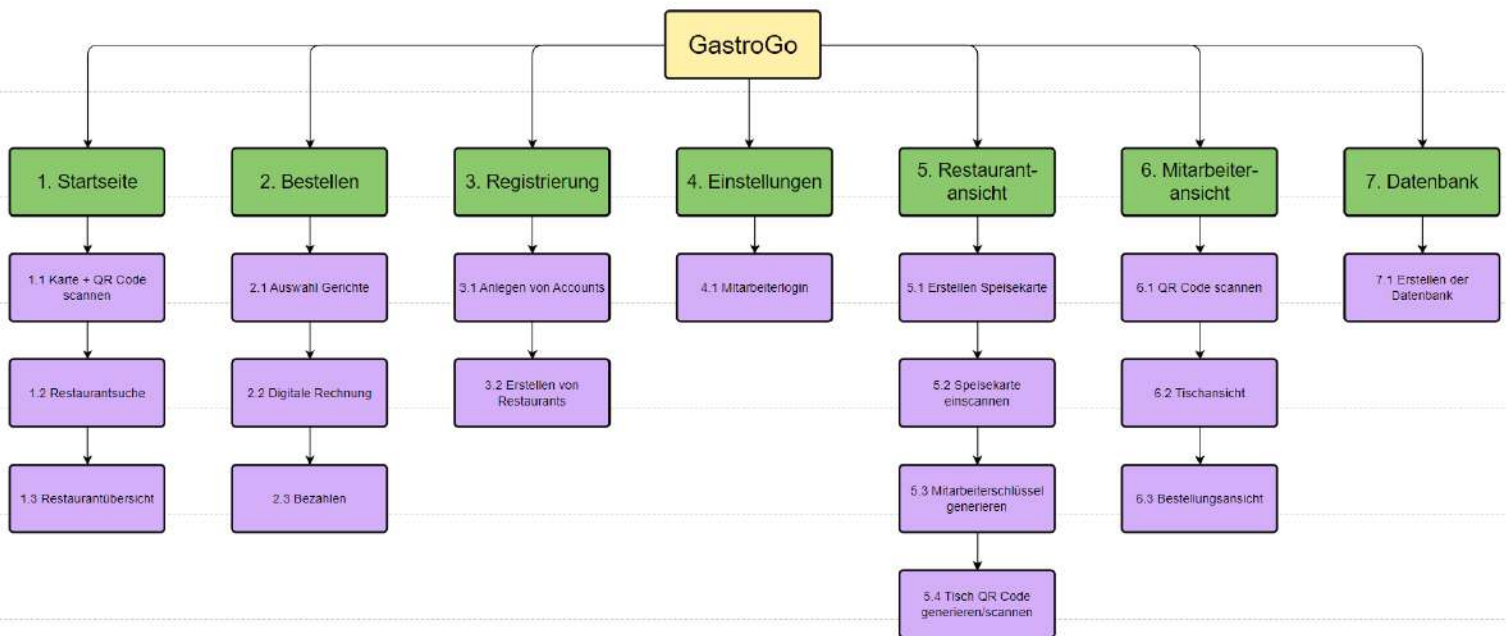 GastroGo
1. Startseite
2. Bestellen
3. Registrierung
4. Einstellungen
5. Restaurant-
ansicht
6. Mitarbeiter-
ansicht
7. Datenbank
1.1 Karte + QR Code
scannen
2.1 Auswahl Gerichte
3.1 Anlegen von Accounts
4.1 Mitarbeiterlogin
5.1 Erstellen Speisekarte
6.1 QR Code scannen
7.1 Erstellen der
Datenbank
1.2 Restaurantsuche
2.2 Digitale Rechnung
3.2 Erstellen von
Restaurants
5.2 Speisekarte
einscannen
6.2 Tischansicht
1.3 Restaurantübersicht
2.3 Bezahlen
5.3 Mitarbeiterschlüssel
generieren
6.3 Bestellungsansicht
5.4 Tisch QR Code
generieren/scannen